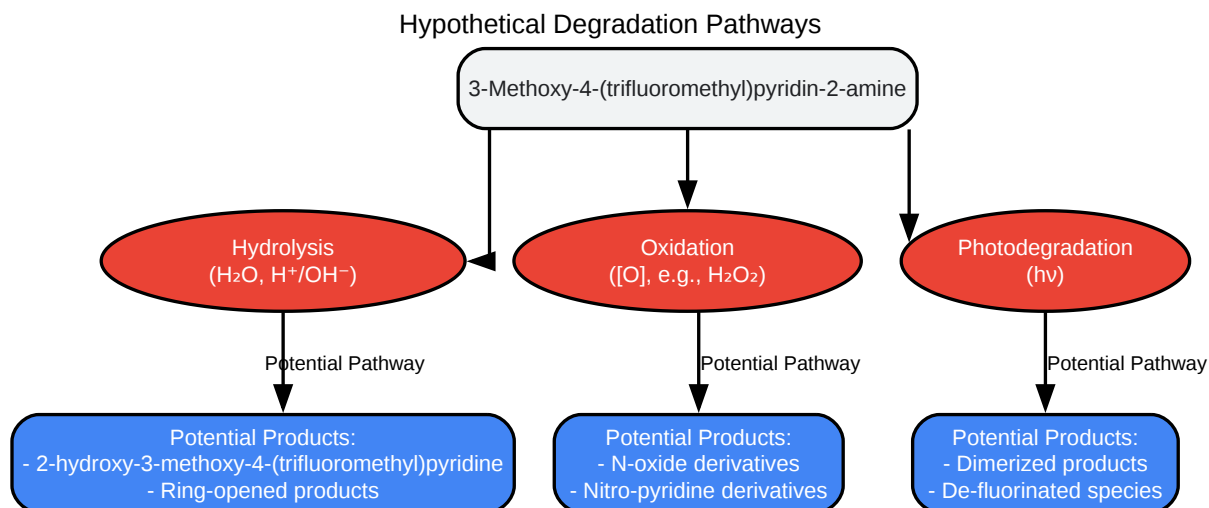 Hypothetical Degradation Pathways
3-Methoxy-4-(trifluoromethyl)pyridin-2-amine
Hydrolysis
(H₂O, H⁺/OH⁻)
Oxidation
([O], e.g., H₂O₂)
Photodegradation
(hν)
Potential Pathway
Potential Pathway
Potential Pathway
Potential Products:
- 2-hydroxy-3-methoxy-4-(trifluoromethyl)pyridine
- Ring-opened products
Potential Products:
- N-oxide derivatives
- Nitro-pyridine derivatives
Potential Products:
- Dimerized products
- De-fluorinated species